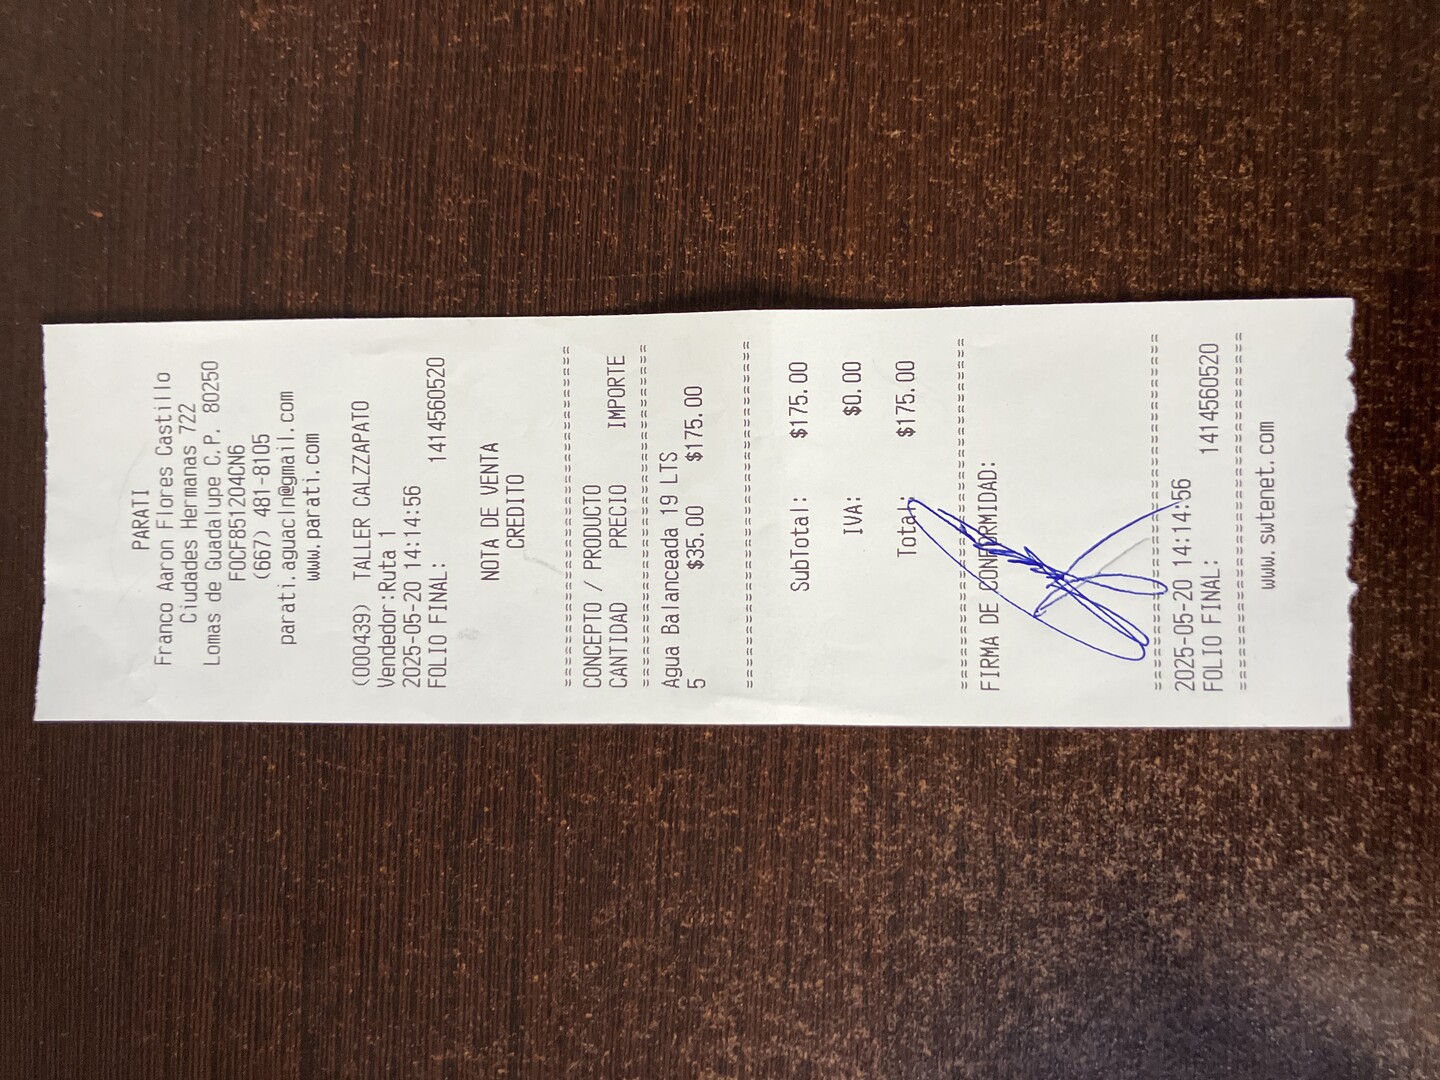 PARATI
Franco Aaron Flores Castillo
Ciudades Hermanas 722
Lomas de Guadalupe C.P. 80250
FOCF851204CN6
(667) 481-8105
parati.aguacln@gmail.com
www.parati.com
(000439) TALLER CALZZAPATO
Vendedor:Ruta 1
2025-05-20 14:14:56
FOLIO FINAL: 1414560520
NOTA DE VENTA
CREDITO
==============================
CONCEPTO / PRODUCTO
CANTIDAD PRECIO IMPORTE
==============================
Agua Balanceada 19 LTS
5 $35.00 $175.00
==============================
SubTotal: $175.00
IVA: $0.00
Total: $175.00
==============================
FIRMA DE CONFORMIDAD:
==============================
2025-05-20 14:14:56
FOLIO FINAL: 1414560520
==============================
www.swtenet.com